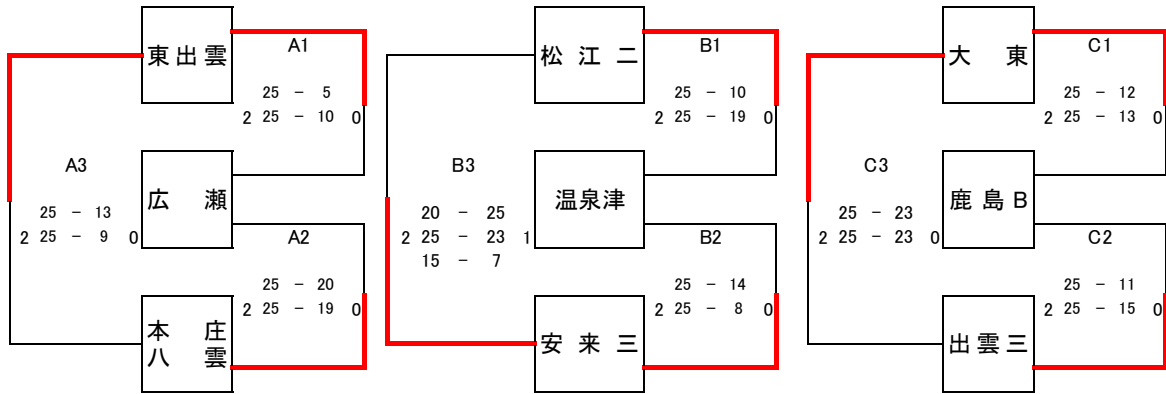 東出雲
A1
25 - 5
2 25 - 10 0
A3
25 - 13
2 25 - 9 0
広瀬
A2
25 - 20
2 25 - 19 0
本庄
八雲
松江二
B1
25 - 10
2 25 - 19 0
B3
20 - 25
2 25 - 23 1
15 - 7
温泉津
B2
25 - 14
2 25 - 8 0
安来三
大東
C1
25 - 12
2 25 - 13 0
C3
25 - 23
2 25 - 23 0
鹿島B
C2
25 - 11
2 25 - 15 0
出雲三